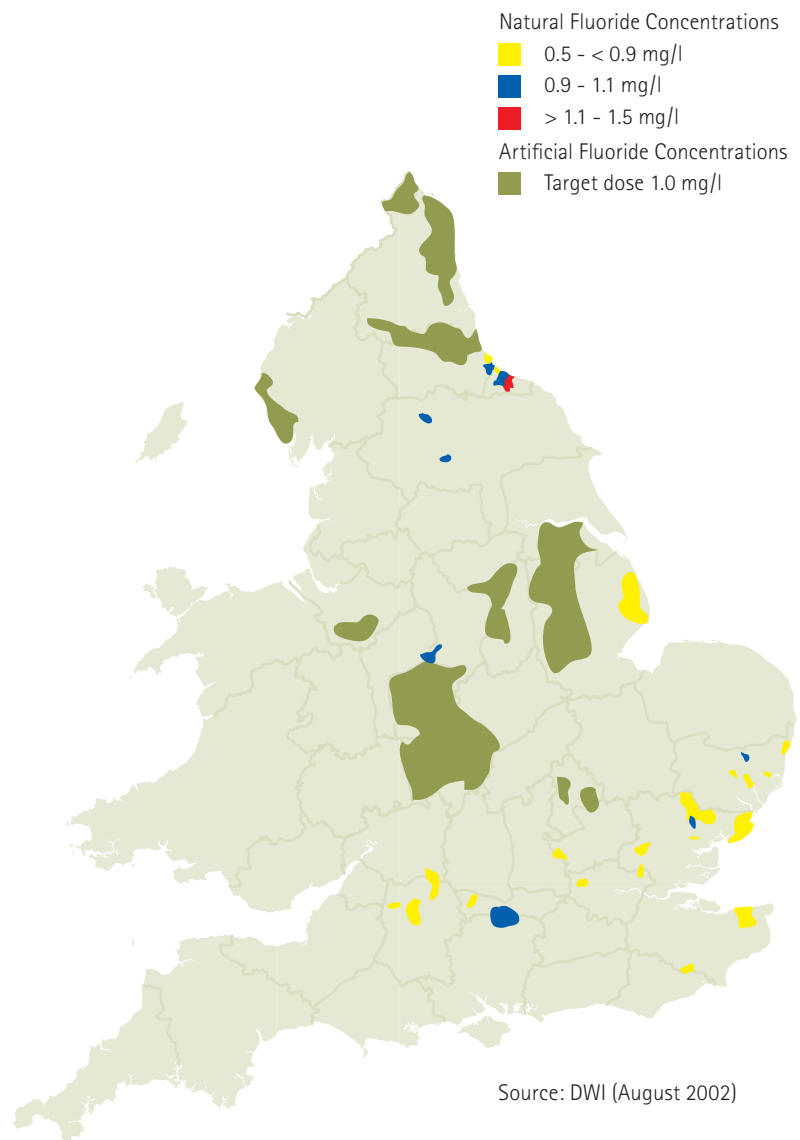 Natural Fluoride Concentrations
0.5 - < 0.9 mg/l
0.9 - 1.1 mg/l
> 1.1 - 1.5 mg/l
Artificial Fluoride Concentrations
Target dose 1.0 mg/l
Source: DWI (August 2002)